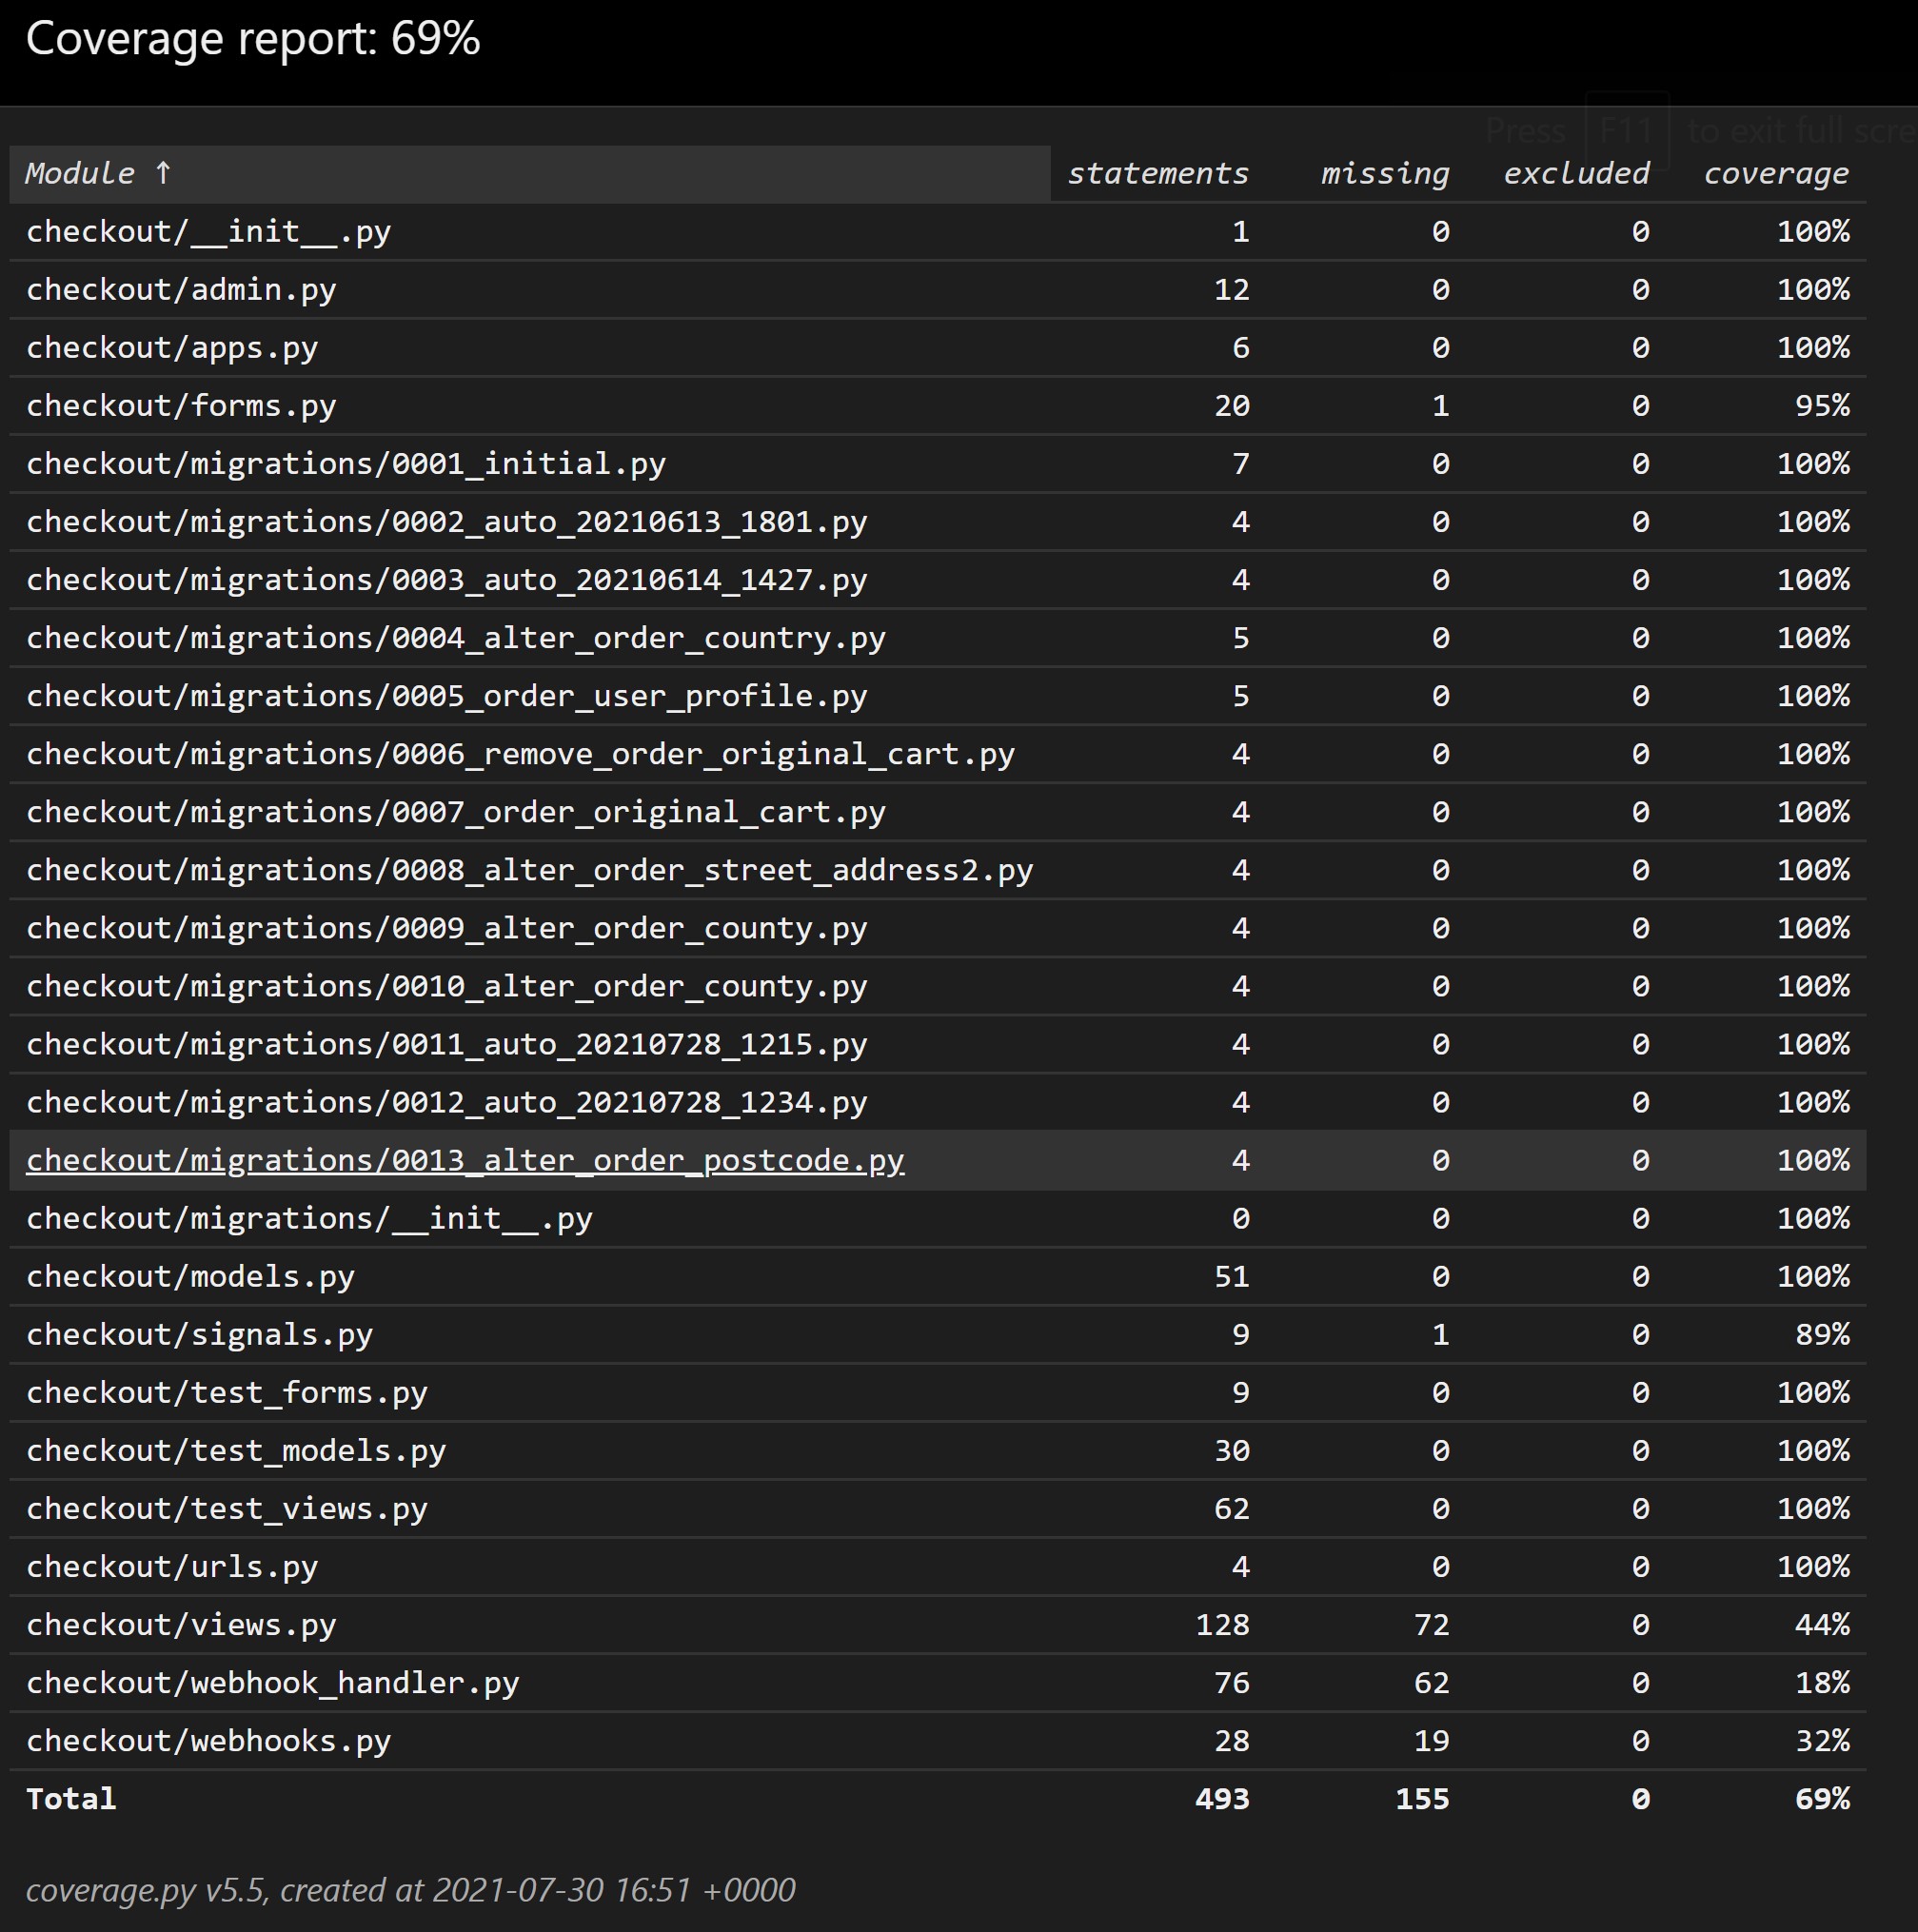 Coverage report: 69%
Press F11 to exit full scre
Module ↑ statements missing excluded coverage
checkout/__init__.py 1 0 0 100%
checkout/admin.py 12 0 0 100%
checkout/apps.py 6 0 0 100%
checkout/forms.py 20 1 0 95%
checkout/migrations/0001_initial.py 7 0 0 100%
checkout/migrations/0002_auto_20210613_1801.py 4 0 0 100%
checkout/migrations/0003_auto_20210614_1427.py 4 0 0 100%
checkout/migrations/0004_alter_order_country.py 5 0 0 100%
checkout/migrations/0005_order_user_profile.py 5 0 0 100%
checkout/migrations/0006_remove_order_original_cart.py 4 0 0 100%
checkout/migrations/0007_order_original_cart.py 4 0 0 100%
checkout/migrations/0008_alter_order_street_address2.py 4 0 0 100%
checkout/migrations/0009_alter_order_county.py 4 0 0 100%
checkout/migrations/0010_alter_order_county.py 4 0 0 100%
checkout/migrations/0011_auto_20210728_1215.py 4 0 0 100%
checkout/migrations/0012_auto_20210728_1234.py 4 0 0 100%
checkout/migrations/0013_alter_order_postcode.py 4 0 0 100%
checkout/migrations/__init__.py 0 0 0 100%
checkout/models.py 51 0 0 100%
checkout/signals.py 9 1 0 89%
checkout/test_forms.py 9 0 0 100%
checkout/test_models.py 30 0 0 100%
checkout/test_views.py 62 0 0 100%
checkout/urls.py 4 0 0 100%
checkout/views.py 128 72 0 44%
checkout/webhook_handler.py 76 62 0 18%
checkout/webhooks.py 28 19 0 32%
Total 493 155 0 69%
coverage.py v5.5, created at 2021-07-30 16:51 +0000